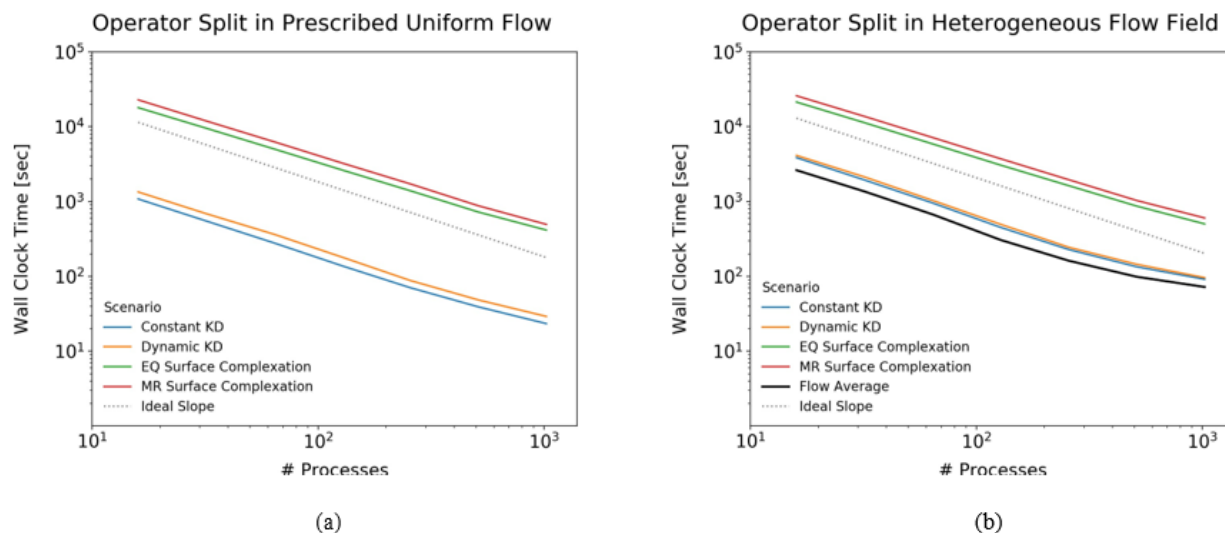 Operator Split in Prescribed Uniform Flow
10^5
10^4
10^3
10^2
10^1
Wall Clock Time [sec]
Scenario
Constant KD
Dynamic KD
EQ Surface Complexation
MR Surface Complexation
Ideal Slope
10^1
10^2
10^3
# Processes
(a)
Operator Split in Heterogeneous Flow Field
10^5
10^4
10^3
10^2
10^1
Wall Clock Time [sec]
Scenario
Constant KD
Dynamic KD
EQ Surface Complexation
MR Surface Complexation
Flow Average
Ideal Slope
10^1
10^2
10^3
# Processes
(b)